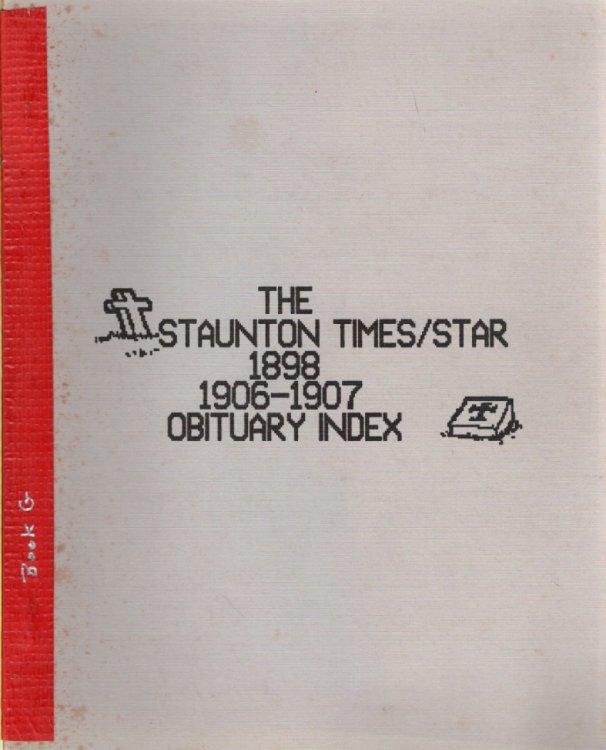 THE
STAUNTON TIMES/STAR
1898
1906-1907
OBITUARY INDEX
Book G